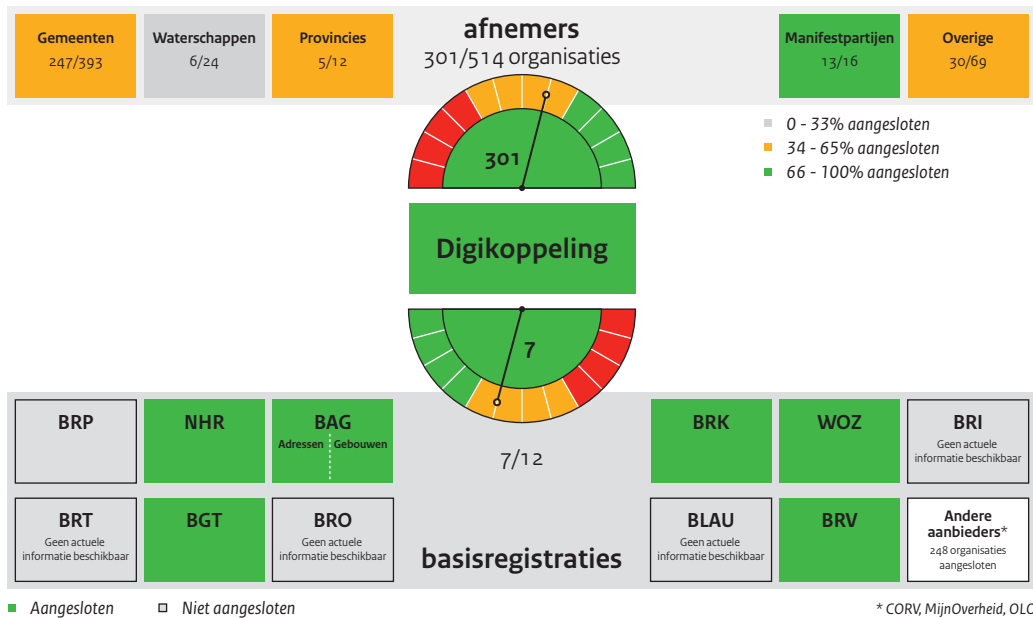 Gemeenten
247/393
Waterschappen
6/24
Provincies
5/12
afnemers
301/514 organisaties
Manifestpartijen
13/16
Overige
30/69
0 - 33% aangesloten
34 - 65% aangesloten
66 - 100% aangesloten
301
Digikoppeling
7
BRP
NHR
BAG
Adressen
Gebouwen
7/12
BRK
WOZ
BRI
Geen actuele
informatie beschikbaar
BRT
Geen actuele
informatie beschikbaar
BGT
BRO
Geen actuele
informatie beschikbaar
basisregistraties
BLAU
Geen actuele
informatie beschikbaar
BRV
Andere
aanbieders*
248 organisaties
aangesloten
Aangesloten
Niet aangesloten
* CORV, MijnOverheid, OLO